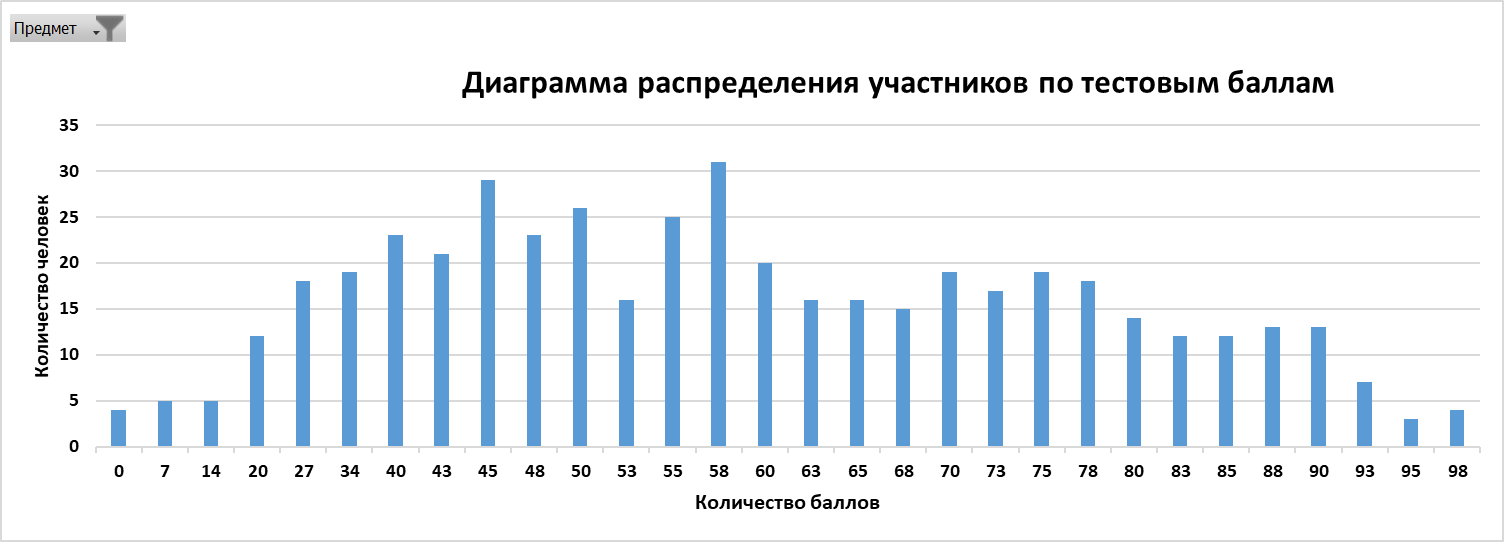 Предмет
Диаграмма распределения участников по тестовым баллам
35
30
25
20
15
10
5
0
Количество человек
0 7 14 20 27 34 40 43 45 48 50 53 55 58 60 63 65 68 70 73 75 78 80 83 85 88 90 93 95 98
Количество баллов